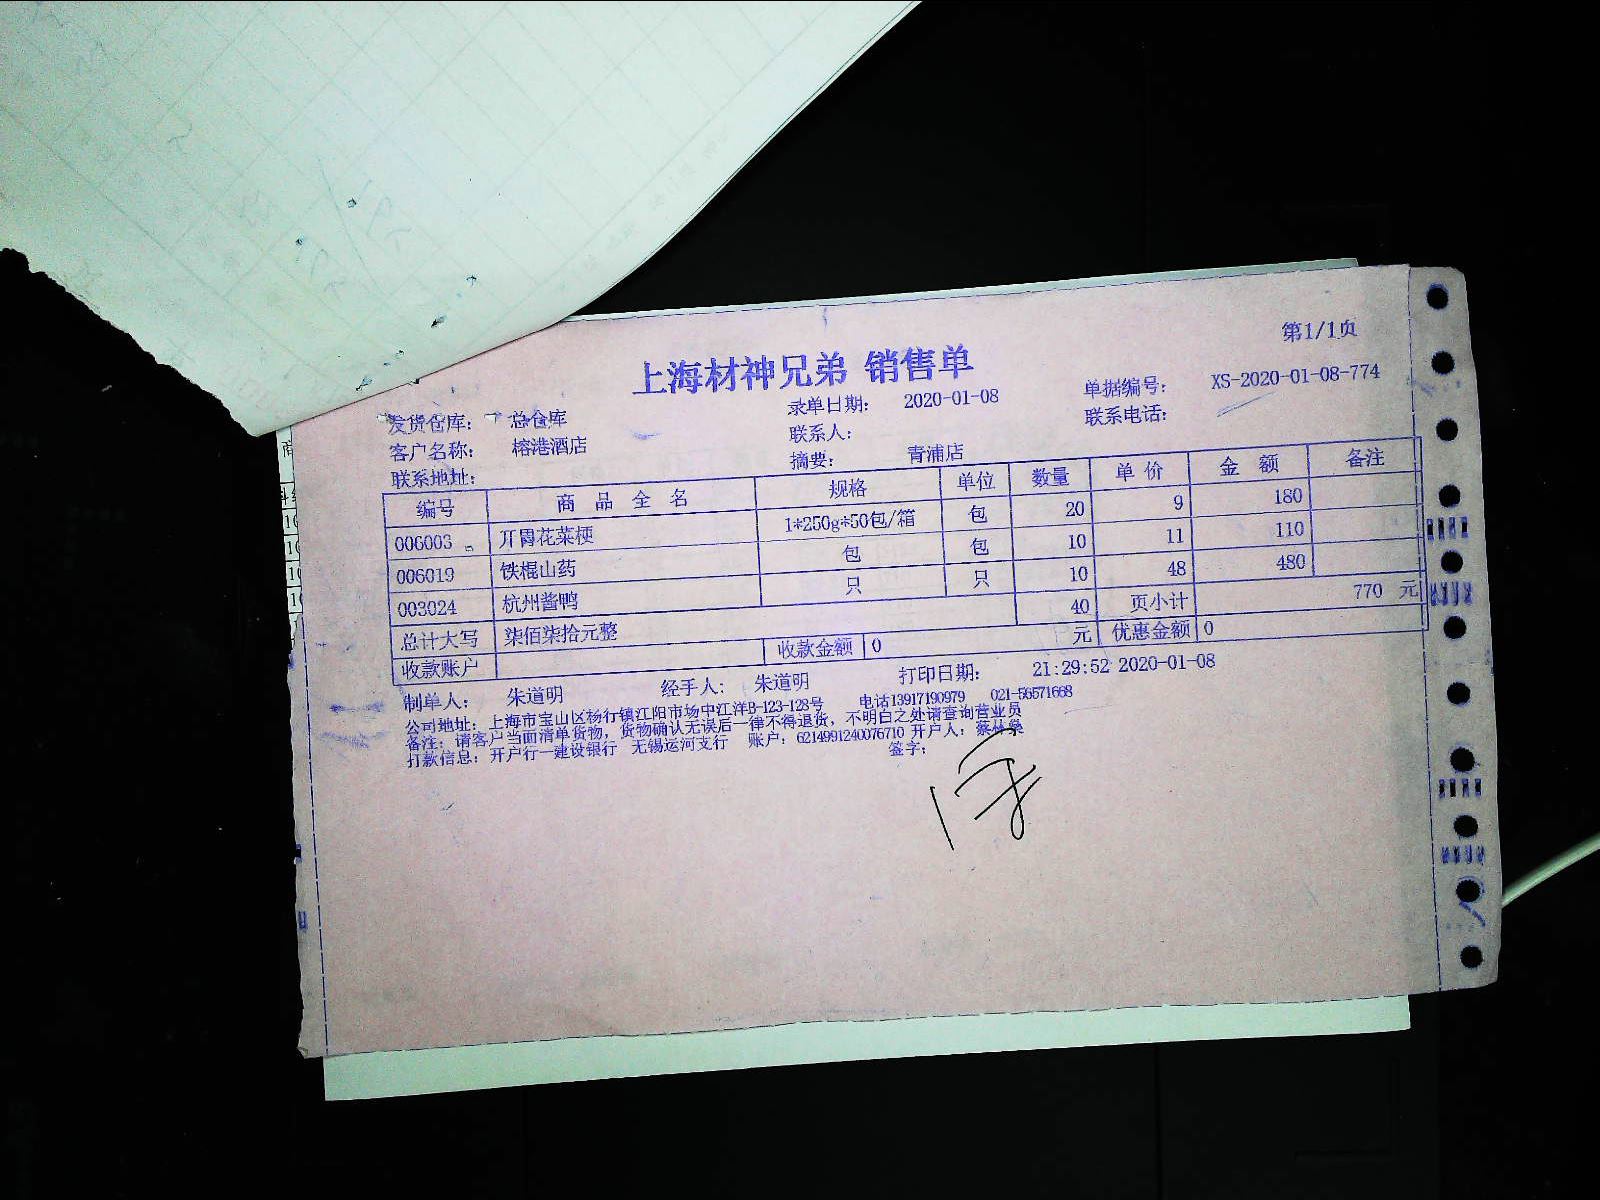 第1/1页
上海材神兄弟 销售单
发货仓库： 总仓库 录单日期： 2020-01-08 单据编号： XS-2020-01-08-774
客户名称： 榕港酒店 联系人： 联系电话：
联系地址： 摘要： 青浦店
编号 商品全名 规格 单位 数量 单价 金额 备注
006003 开胃花菜梗 1*250g*50包/箱 包 20 9 180
006019 铁棍山药 包 包 10 11 110
003024 杭州酱鸭 只 只 10 48 480
总计大写 柒佰柒拾元整 40 页小计 770 元
收款账户 收款金额 0 元 优惠金额 0
制单人： 朱道明 经手人： 朱道明 打印日期： 21:29:52 2020-01-08
公司地址：上海市宝山区杨行镇江阳市场中江洋B-123-128号 电话13917190979 021-56571668
备注：请客户当面清单货物，货物确认无误后一律不得退货，不明白之处请查询营业员
打款信息：开户行—建设银行 无锡运河支行 账户：6214991240076710 开户人：蔡林
签字：